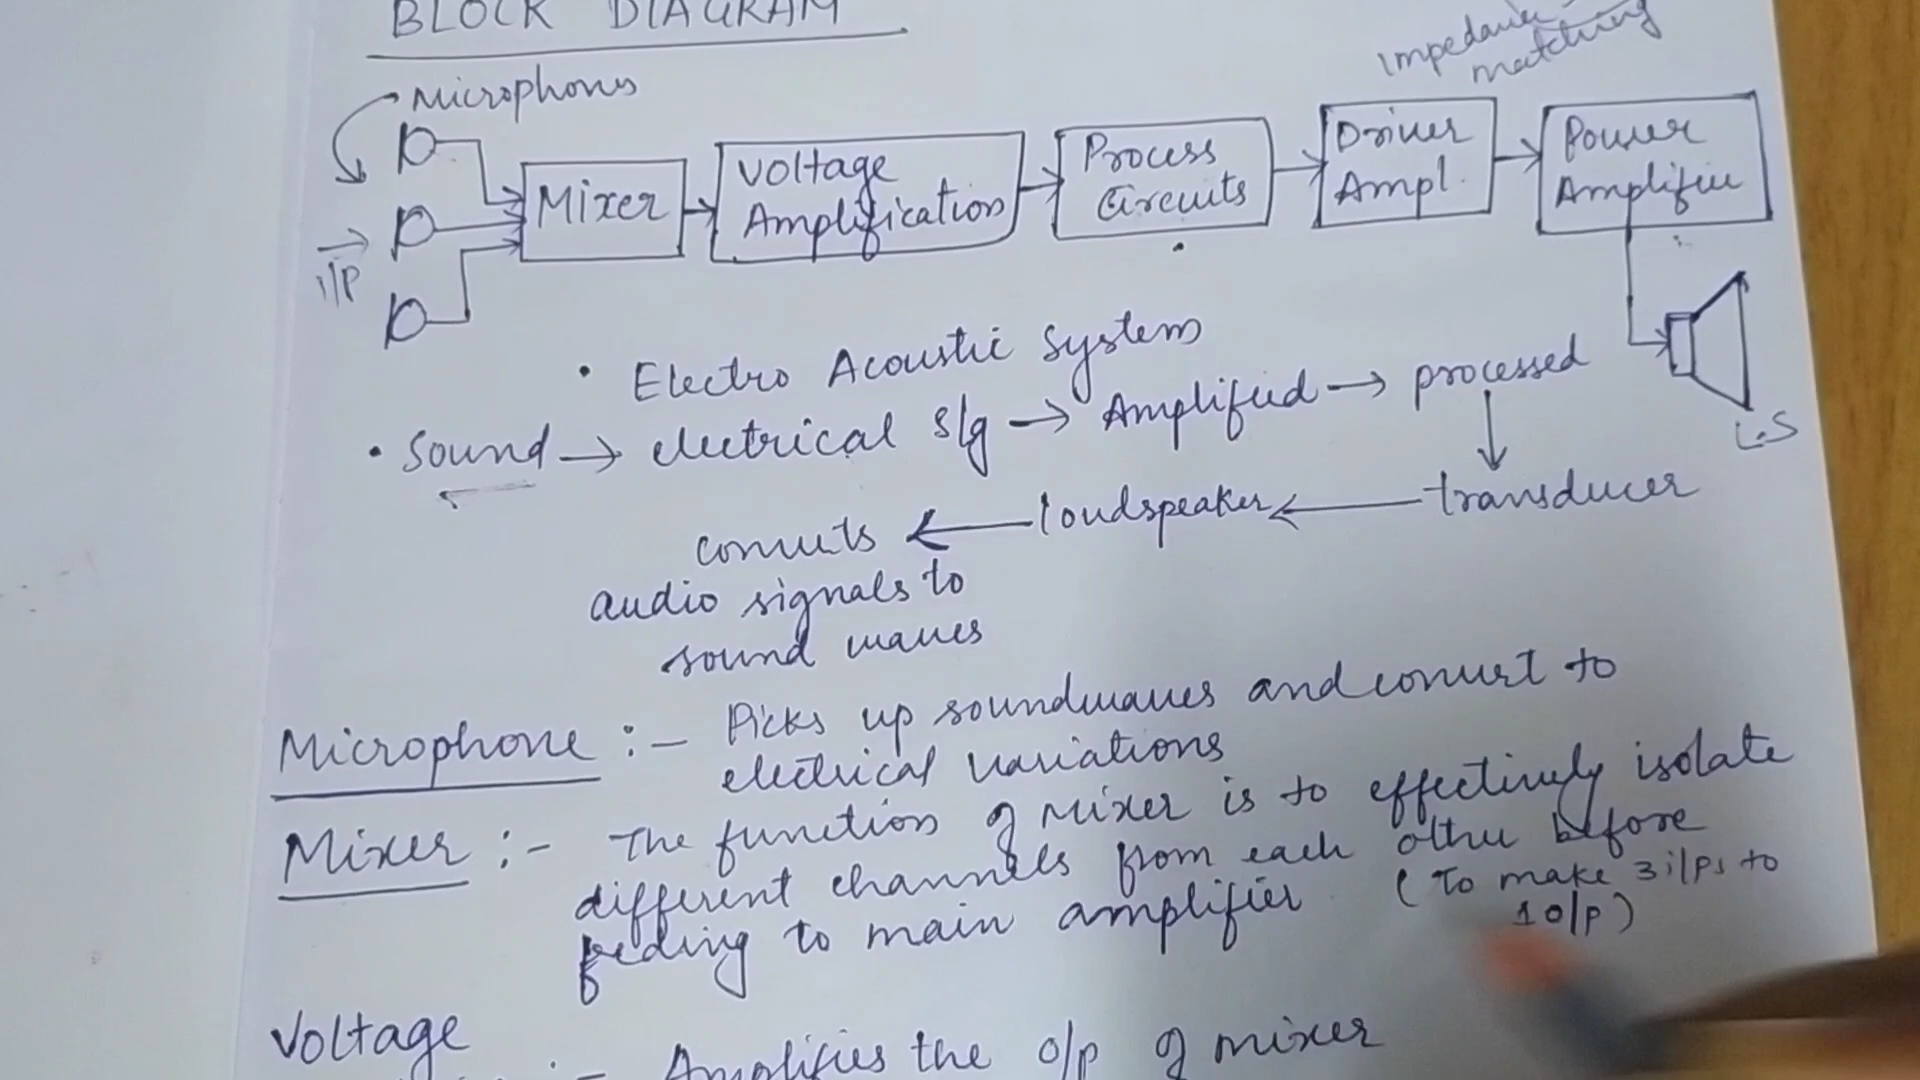 BLOCK DIAGRAM
Impedance
matching
Microphones
i/p
Mixer
Voltage
Amplification
Process
Circuits
Driver
Ampl.
Power
Amplifier
L.S
• Electro Acoustic System
• Sound → electrical s/g → Amplified → processed
↓
converts ← loudspeaker ← transducer
audio signals to
sound waves
Microphone :- Picks up soundwaves and convert to
electrical variations
Mixer :- The function of mixer is to effectively isolate
different channels from each other before
feding to main amplifier (To make 3 i/ps to
1 o/p)
Voltage
:- Amplifies the o/p of mixer